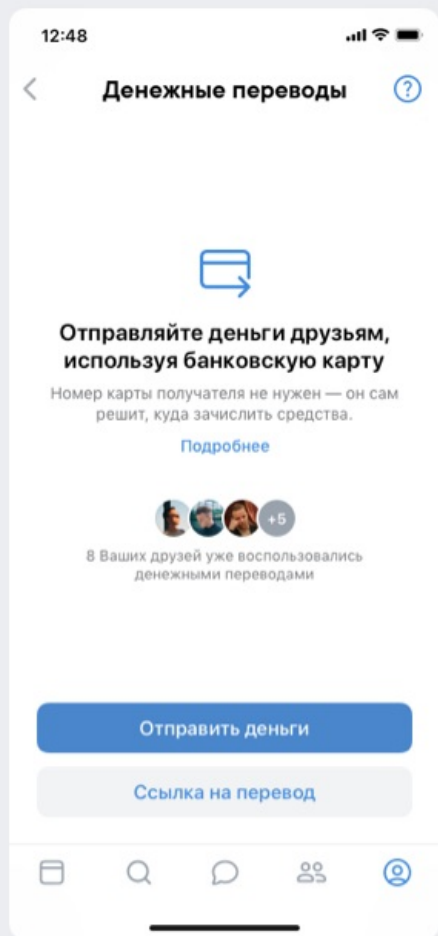 12:48
Денежные переводы
?
Отправляйте деньги друзьям,
используя банковскую карту
Номер карты получателя не нужен — он сам
решит, куда зачислить средства.
Подробнее
+5
8 Ваших друзей уже воспользовались
денежными переводами
Отправить деньги
Ссылка на перевод